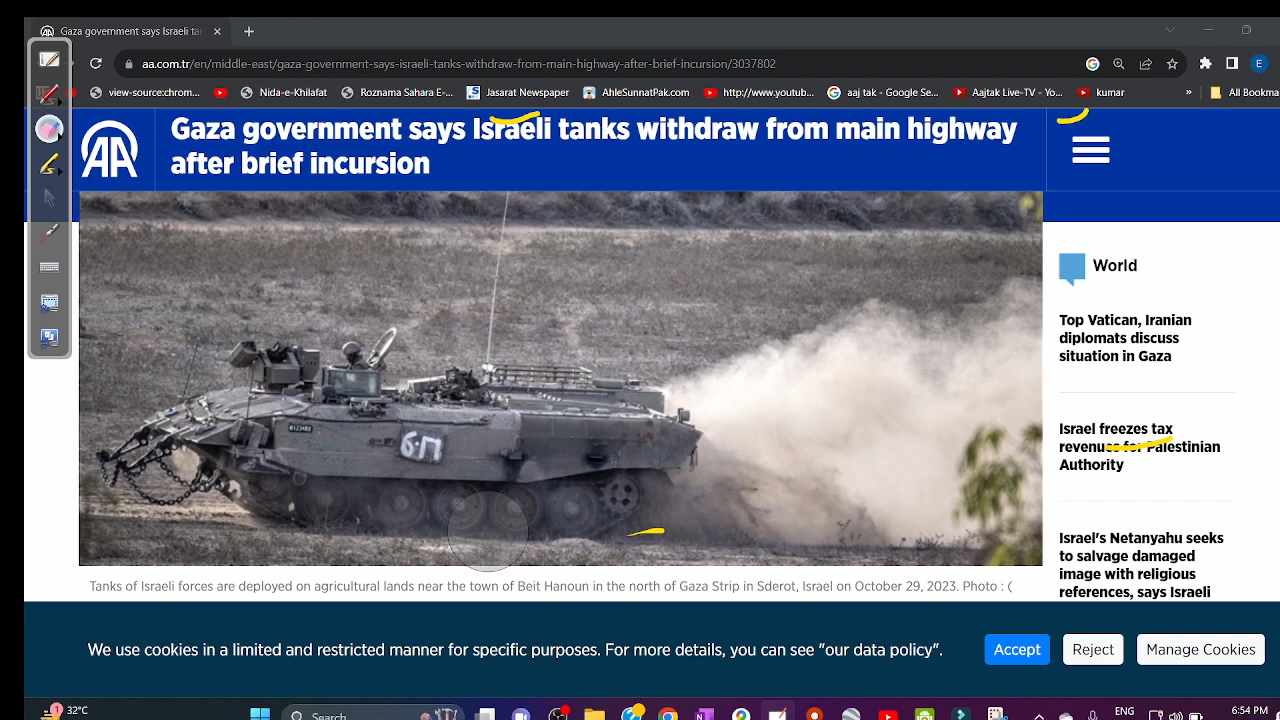 Gaza government says Israeli ta
aa.com.tr/en/middle-east/gaza-government-says-israeli-tanks-withdraw-from-main-highway-after-brief-incursion/3037802
E
view-source:chrom...
Nida-e-Khilafat
Roznama Sahara E-...
Jasarat Newspaper
AhleSunnatPak.com
http://www.youtub...
aaj tak - Google Se...
Aajtak Live-TV - Yo...
kumar
»
All Bookma
AA
Gaza government says Israeli tanks withdraw from main highway
after brief incursion
World
Top Vatican, Iranian
diplomats discuss
situation in Gaza
Israel freezes tax
revenues for Palestinian
Authority
Israel's Netanyahu seeks
to salvage damaged
image with religious
references, says Israeli
Tanks of Israeli forces are deployed on agricultural lands near the town of Beit Hanoun in the north of Gaza Strip in Sderot, Israel on October 29, 2023. Photo : (
We use cookies in a limited and restricted manner for specific purposes. For more details, you can see "our data policy".
Accept
Reject
Manage Cookies
1
32°C
Search
ENG
6:54 PM